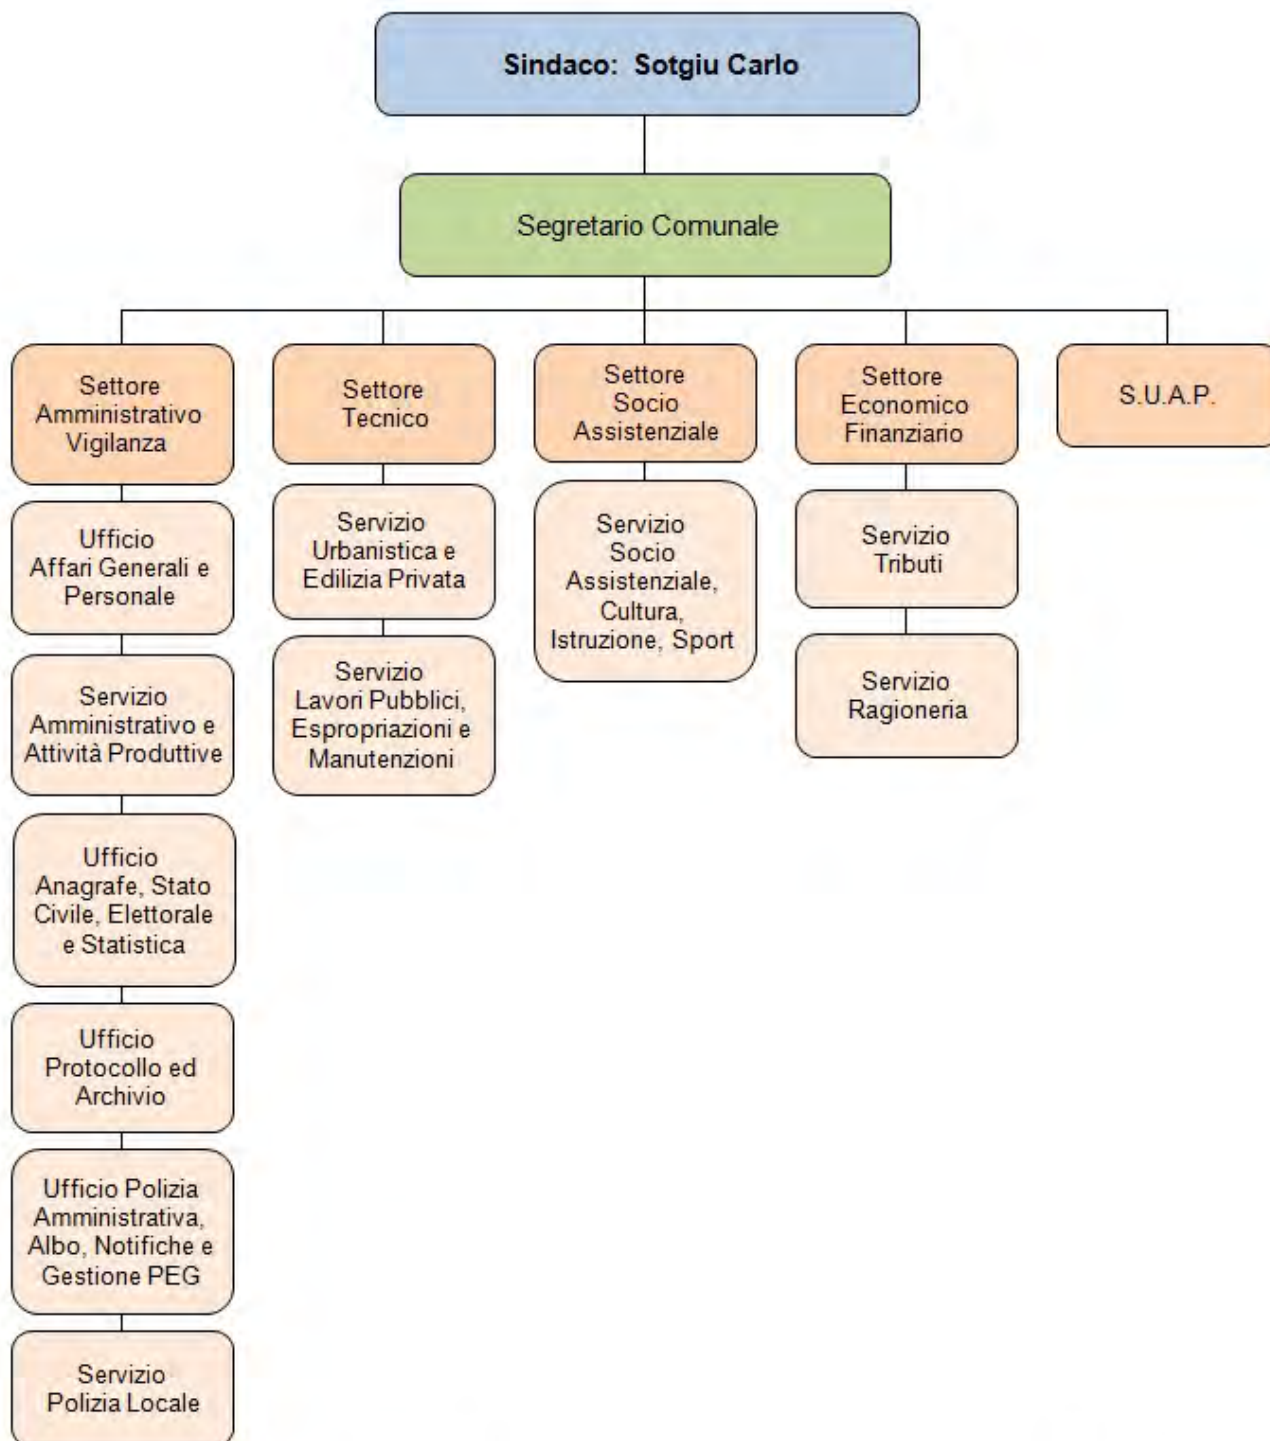 Sindaco: Sotgiu Carlo
Segretario Comunale
Settore
Amministrativo
Vigilanza
Settore
Tecnico
Settore
Socio
Assistenziale
Settore
Economico
Finanziario
S.U.A.P.
Ufficio
Affari Generali e
Personale
Servizio
Amministrativo e
Attività Produttive
Ufficio
Anagrafe, Stato
Civile, Elettorale
e Statistica
Ufficio
Protocollo ed
Archivio
Ufficio Polizia
Amministrativa,
Albo, Notifiche e
Gestione PEG
Servizio
Polizia Locale
Servizio
Urbanistica e
Edilizia Privata
Servizio
Lavori Pubblici,
Espropriazioni e
Manutenzioni
Servizio
Socio
Assistenziale,
Cultura,
Istruzione, Sport
Servizio
Tributi
Servizio
Ragioneria